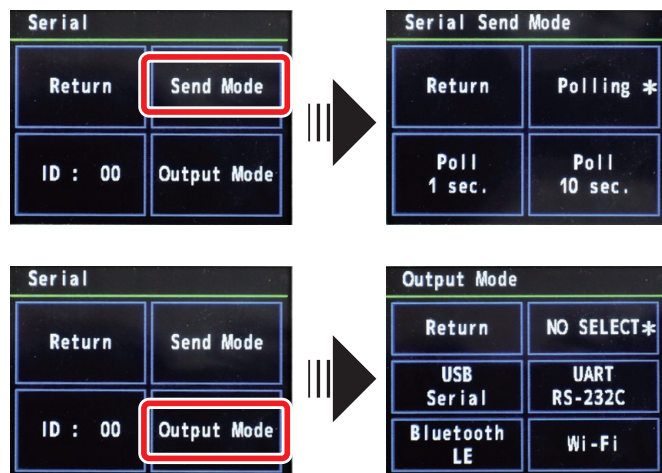 Serial
Return Send Mode
ID : 00 Output Mode
Serial Send Mode
Return Polling *
Poll Poll
1 sec. 10 sec.
Serial
Return Send Mode
ID : 00 Output Mode
Output Mode
Return NO SELECT*
USB UART
Serial RS-232C
Bluetooth Wi-Fi
LE